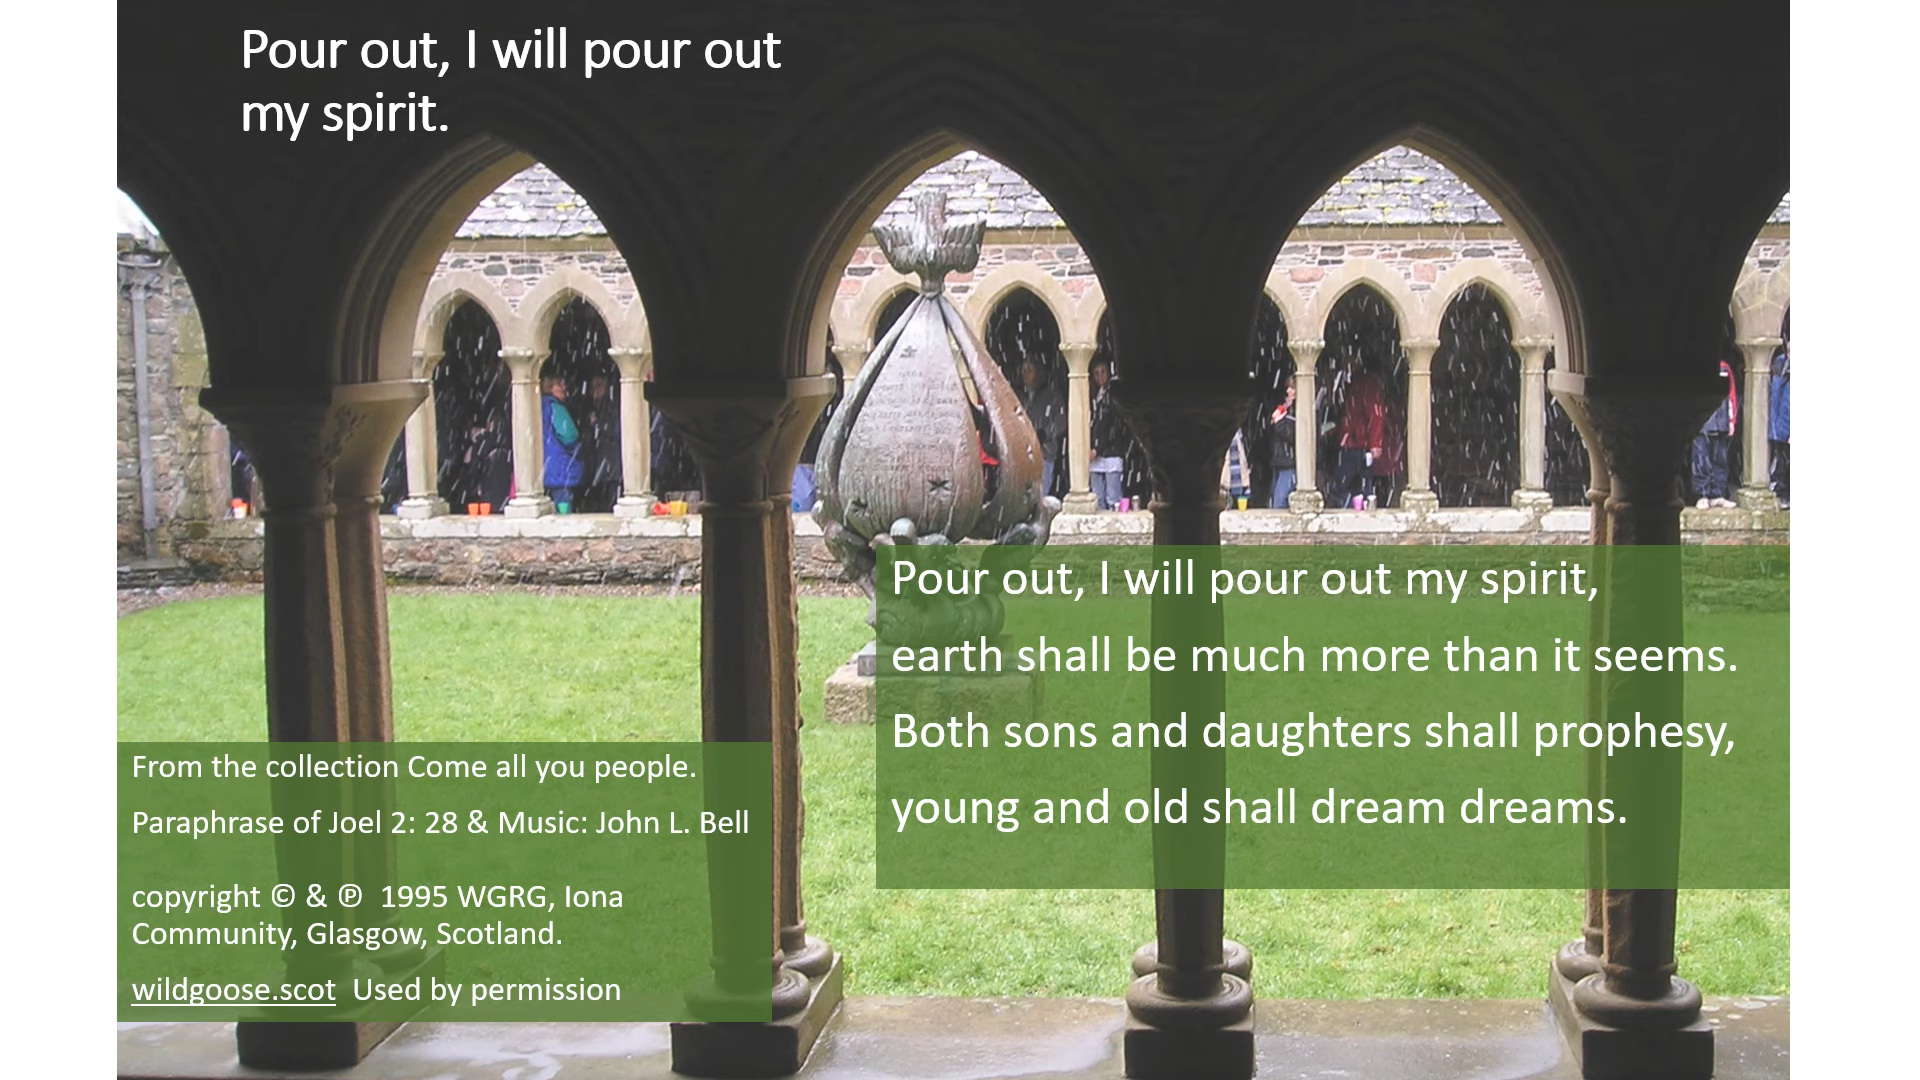 Pour out, I will pour out
my spirit.
Pour out, I will pour out my spirit,
earth shall be much more than it seems.
Both sons and daughters shall prophesy,
young and old shall dream dreams.
From the collection Come all you people.
Paraphrase of Joel 2: 28 & Music: John L. Bell
copyright © & ℗  1995 WGRG, Iona
Community, Glasgow, Scotland.
wildgoose.scot  Used by permission